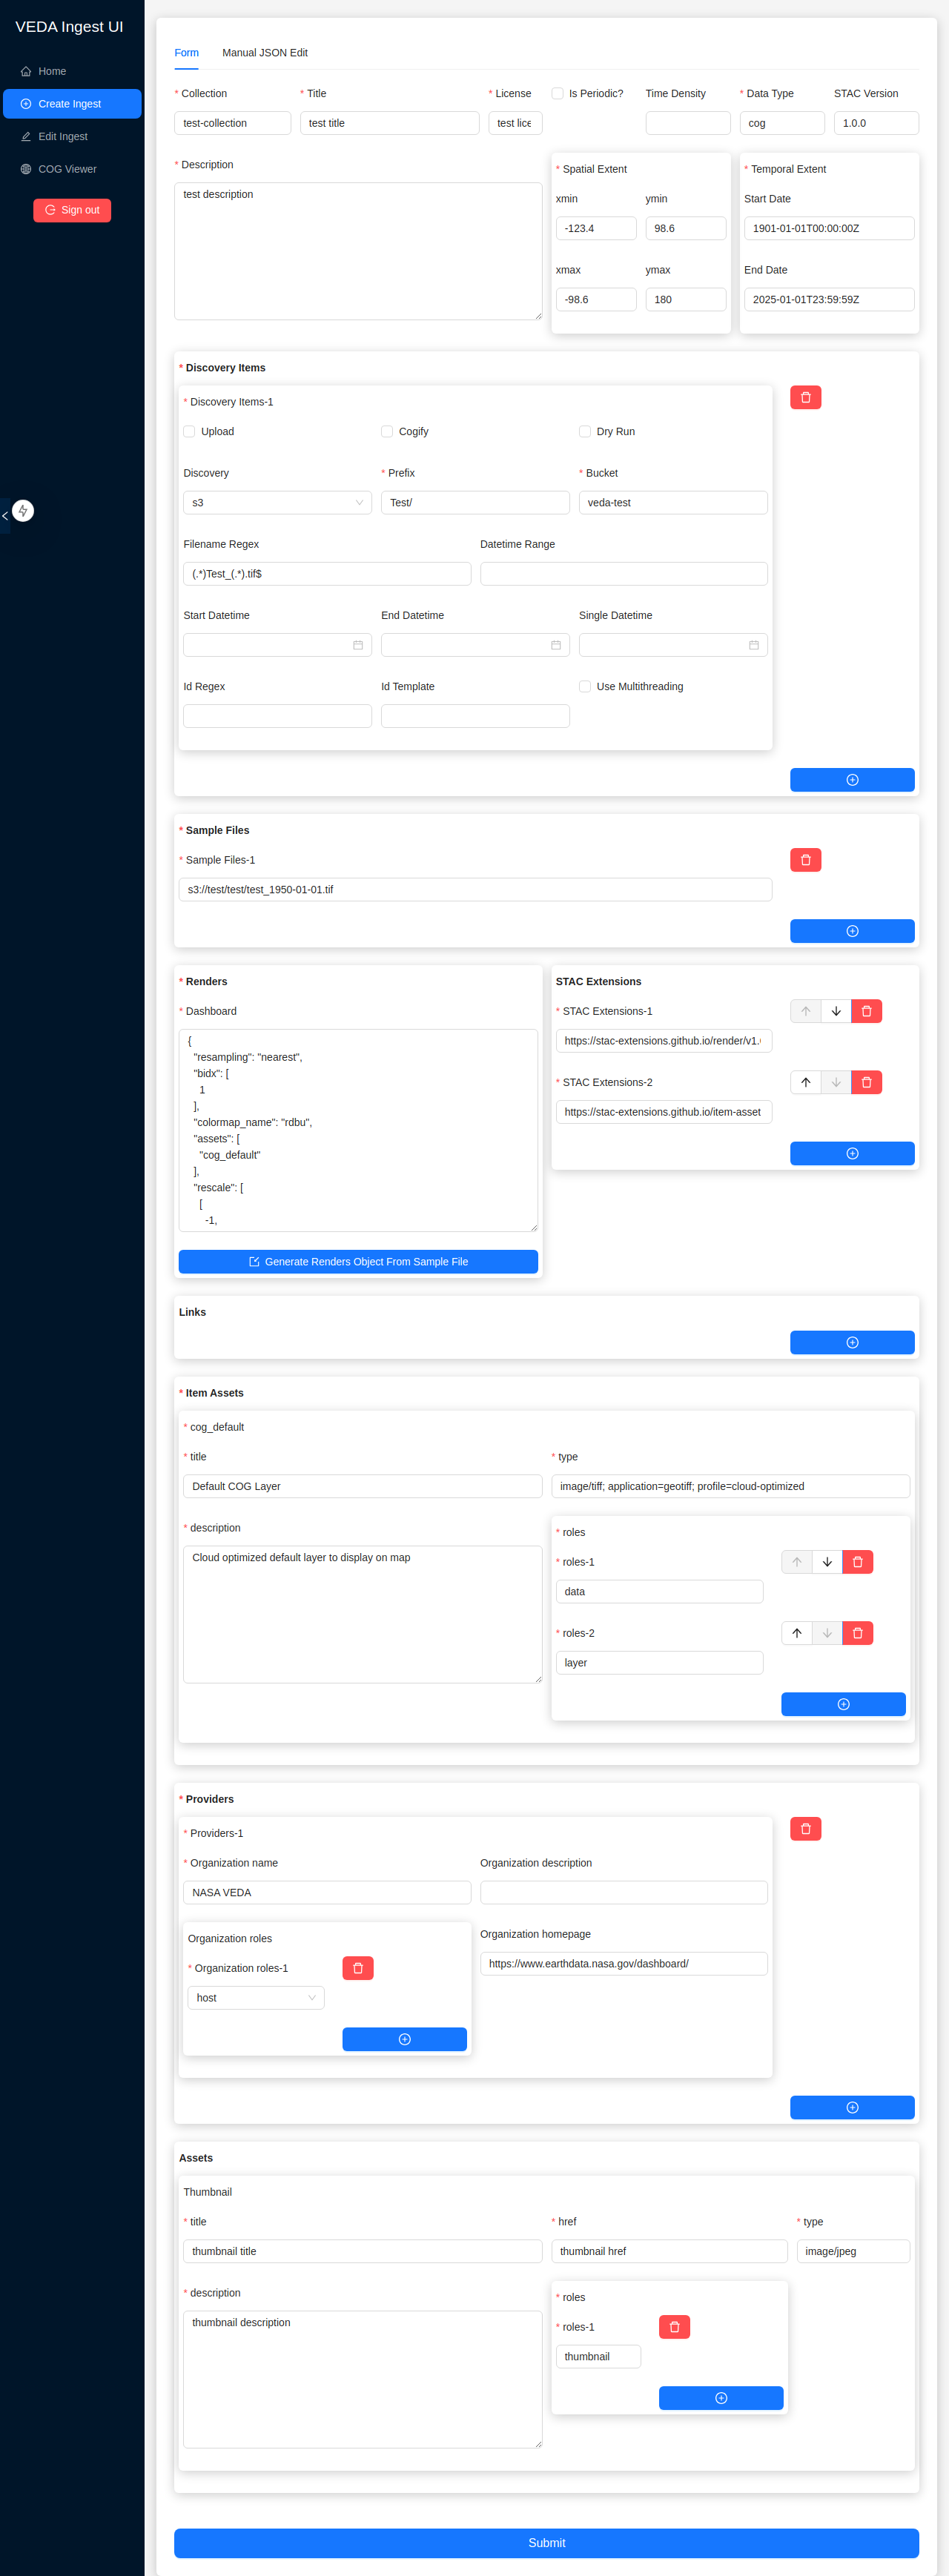 VEDA Ingest UI
Home
Create Ingest
Edit Ingest
COG Viewer
Sign out
Form
Manual JSON Edit
* Collection
* Title
* License
Is Periodic?
Time Density
* Data Type
STAC Version
test-collection
test title
test lice
cog
1.0.0
* Description
test description
* Spatial Extent
xmin
ymin
-123.4
98.6
xmax
ymax
-98.6
180
* Temporal Extent
Start Date
1901-01-01T00:00:00Z
End Date
2025-01-01T23:59:59Z
* Discovery Items
* Discovery Items-1
Upload
Cogify
Dry Run
Discovery
* Prefix
* Bucket
s3
Test/
veda-test
Filename Regex
Datetime Range
(.*)Test_(.*).tif$
Start Datetime
End Datetime
Single Datetime
Id Regex
Id Template
Use Multithreading
* Sample Files
* Sample Files-1
s3://test/test/test_1950-01-01.tif
* Renders
* Dashboard
{
"resampling": "nearest",
"bidx": [
1
],
"colormap_name": "rdbu",
"assets": [
"cog_default"
],
"rescale": [
[
-1,
Generate Renders Object From Sample File
STAC Extensions
* STAC Extensions-1
https://stac-extensions.github.io/render/v1.
* STAC Extensions-2
https://stac-extensions.github.io/item-asset
Links
* Item Assets
* cog_default
* title
* type
Default COG Layer
image/tiff; application=geotiff; profile=cloud-optimized
* description
Cloud optimized default layer to display on map
* roles
* roles-1
data
* roles-2
layer
* Providers
* Providers-1
* Organization name
Organization description
NASA VEDA
Organization roles
* Organization roles-1
host
Organization homepage
https://www.earthdata.nasa.gov/dashboard/
Assets
Thumbnail
* title
* href
* type
thumbnail title
thumbnail href
image/jpeg
* description
thumbnail description
* roles
* roles-1
thumbnail
Submit